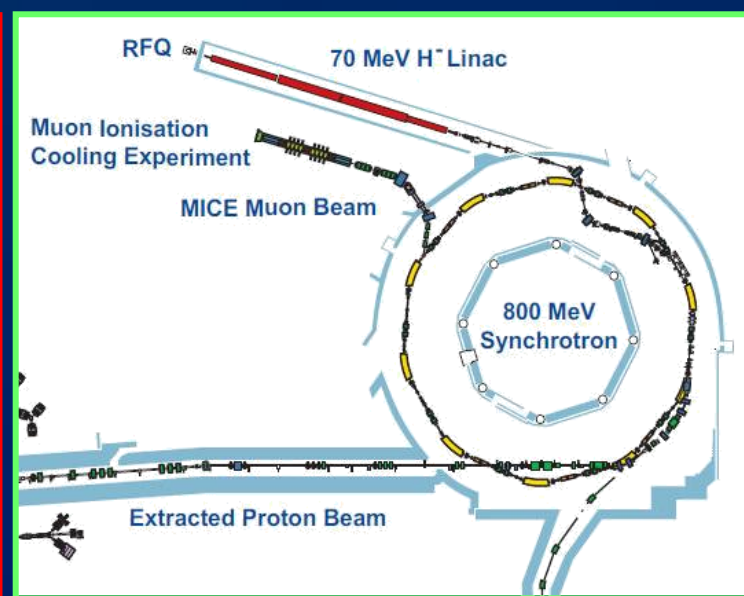 RFQ
70 MeV H⁻ Linac
Muon Ionisation
Cooling Experiment
MICE Muon Beam
800 MeV
Synchrotron
Extracted Proton Beam